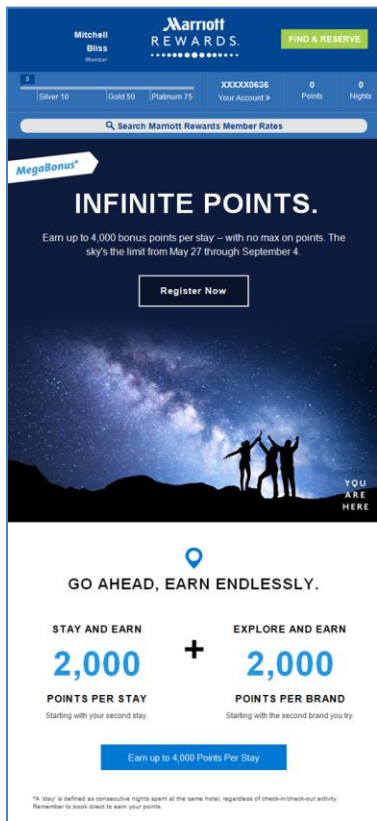 Mitchell
Bliss
Member
Marriott
REWARDS.
FIND & RESERVE
0
Silver 10
Gold 50
Platinum 75
XXXXX0636
Your Account »
0
Points
0
Nights
Search Marriott Rewards Member Rates
MegaBonus®
INFINITE POINTS.
Earn up to 4,000 bonus points per stay* – with no max on points. The
sky's the limit from May 27 through September 4.
Register Now
YOU
ARE
HERE
GO AHEAD, EARN ENDLESSLY.
STAY AND EARN
2,000
POINTS PER STAY
Starting with your second stay.
+
EXPLORE AND EARN
2,000
POINTS PER BRAND
Starting with the second brand you try.
Earn up to 4,000 Points Per Stay
*A 'stay' is defined as consecutive nights spent at the same hotel, regardless of check-in/check-out activity.
Remember to book direct to earn your points.